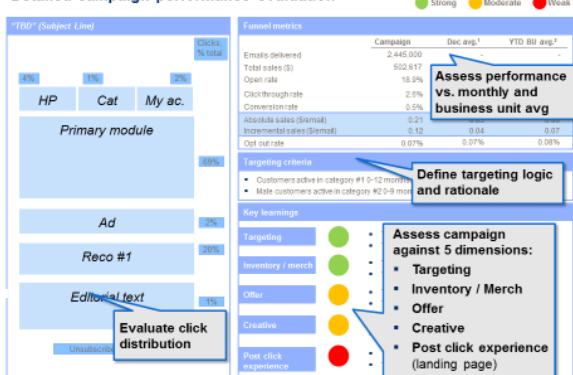 Detailed campaign performance evaluation
Strong Moderate Weak
"TBD" (Subject Line)
Clicks,
% total
4% 1% 2%
HP Cat My ac.
Primary module
69%
Ad 2%
Reco #1 20%
Editorial text 1%
Unsubscribe
Evaluate click
distribution
Funnel metrics
Campaign Dec avg.¹ YTD BU avg.²
Emails delivered 2,445,000 - -
Total sales ($) 502,617
Open rate 18.9%
Clickthrough rate 2.6%
Conversion rate 0.5%
Absolute sales ($/email) 0.21
Incremental sales ($/email) 0.12 0.04 0.07
Opt out rate 0.07% 0.07% 0.08%
Assess performance
vs. monthly and
business unit avg
Targeting criteria
Customers active in category #1 0-12 months
Male customers active in category #2 0-9
Define targeting logic
and rationale
Key learnings
Targeting
Inventory / merch
Offer
Creative
Post click
experience
Assess campaign
against 5 dimensions:
▪ Targeting
▪ Inventory / Merch
▪ Offer
▪ Creative
▪ Post click experience
(landing page)